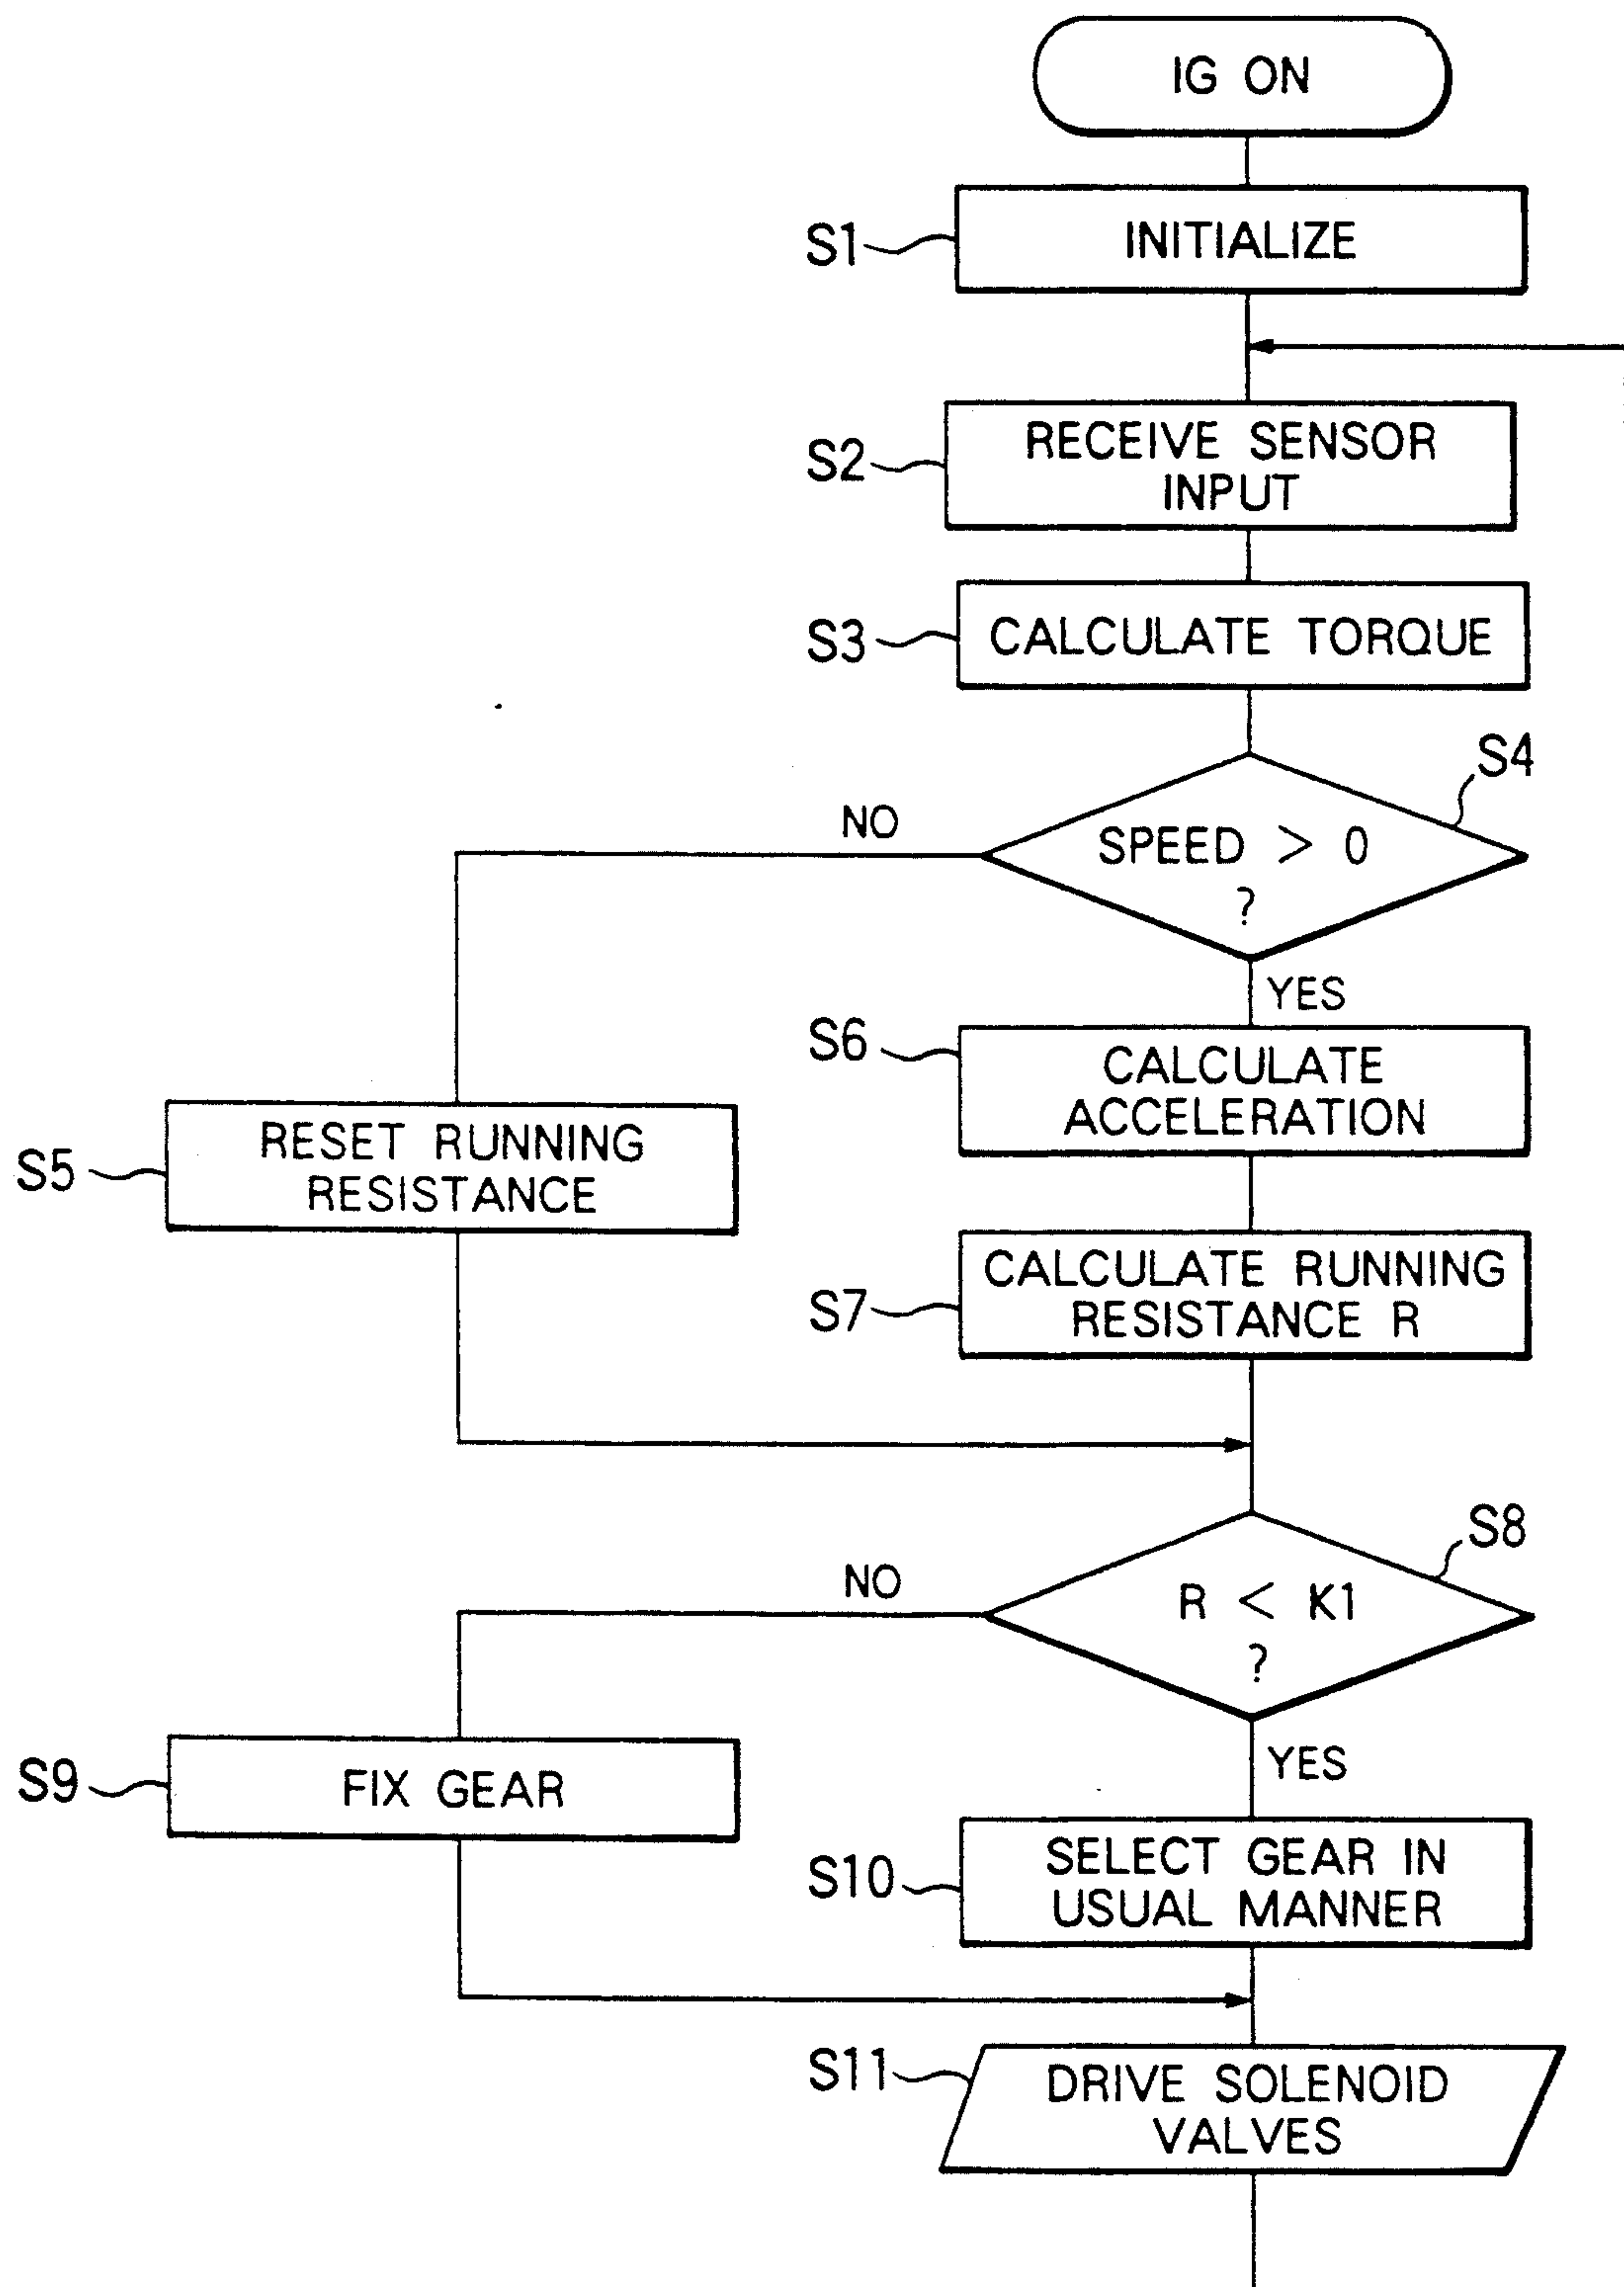 IG ON
S1
INITIALIZE
S2
RECEIVE SENSOR
INPUT
S3
CALCULATE TORQUE
S4
SPEED > 0
?
NO
YES
S5
RESET RUNNING
RESISTANCE
S6
CALCULATE
ACCELERATION
S7
CALCULATE RUNNING
RESISTANCE R
S8
R < K1
?
NO
YES
S9
FIX GEAR
S10
SELECT GEAR IN
USUAL MANNER
S11
DRIVE SOLENOID
VALVES